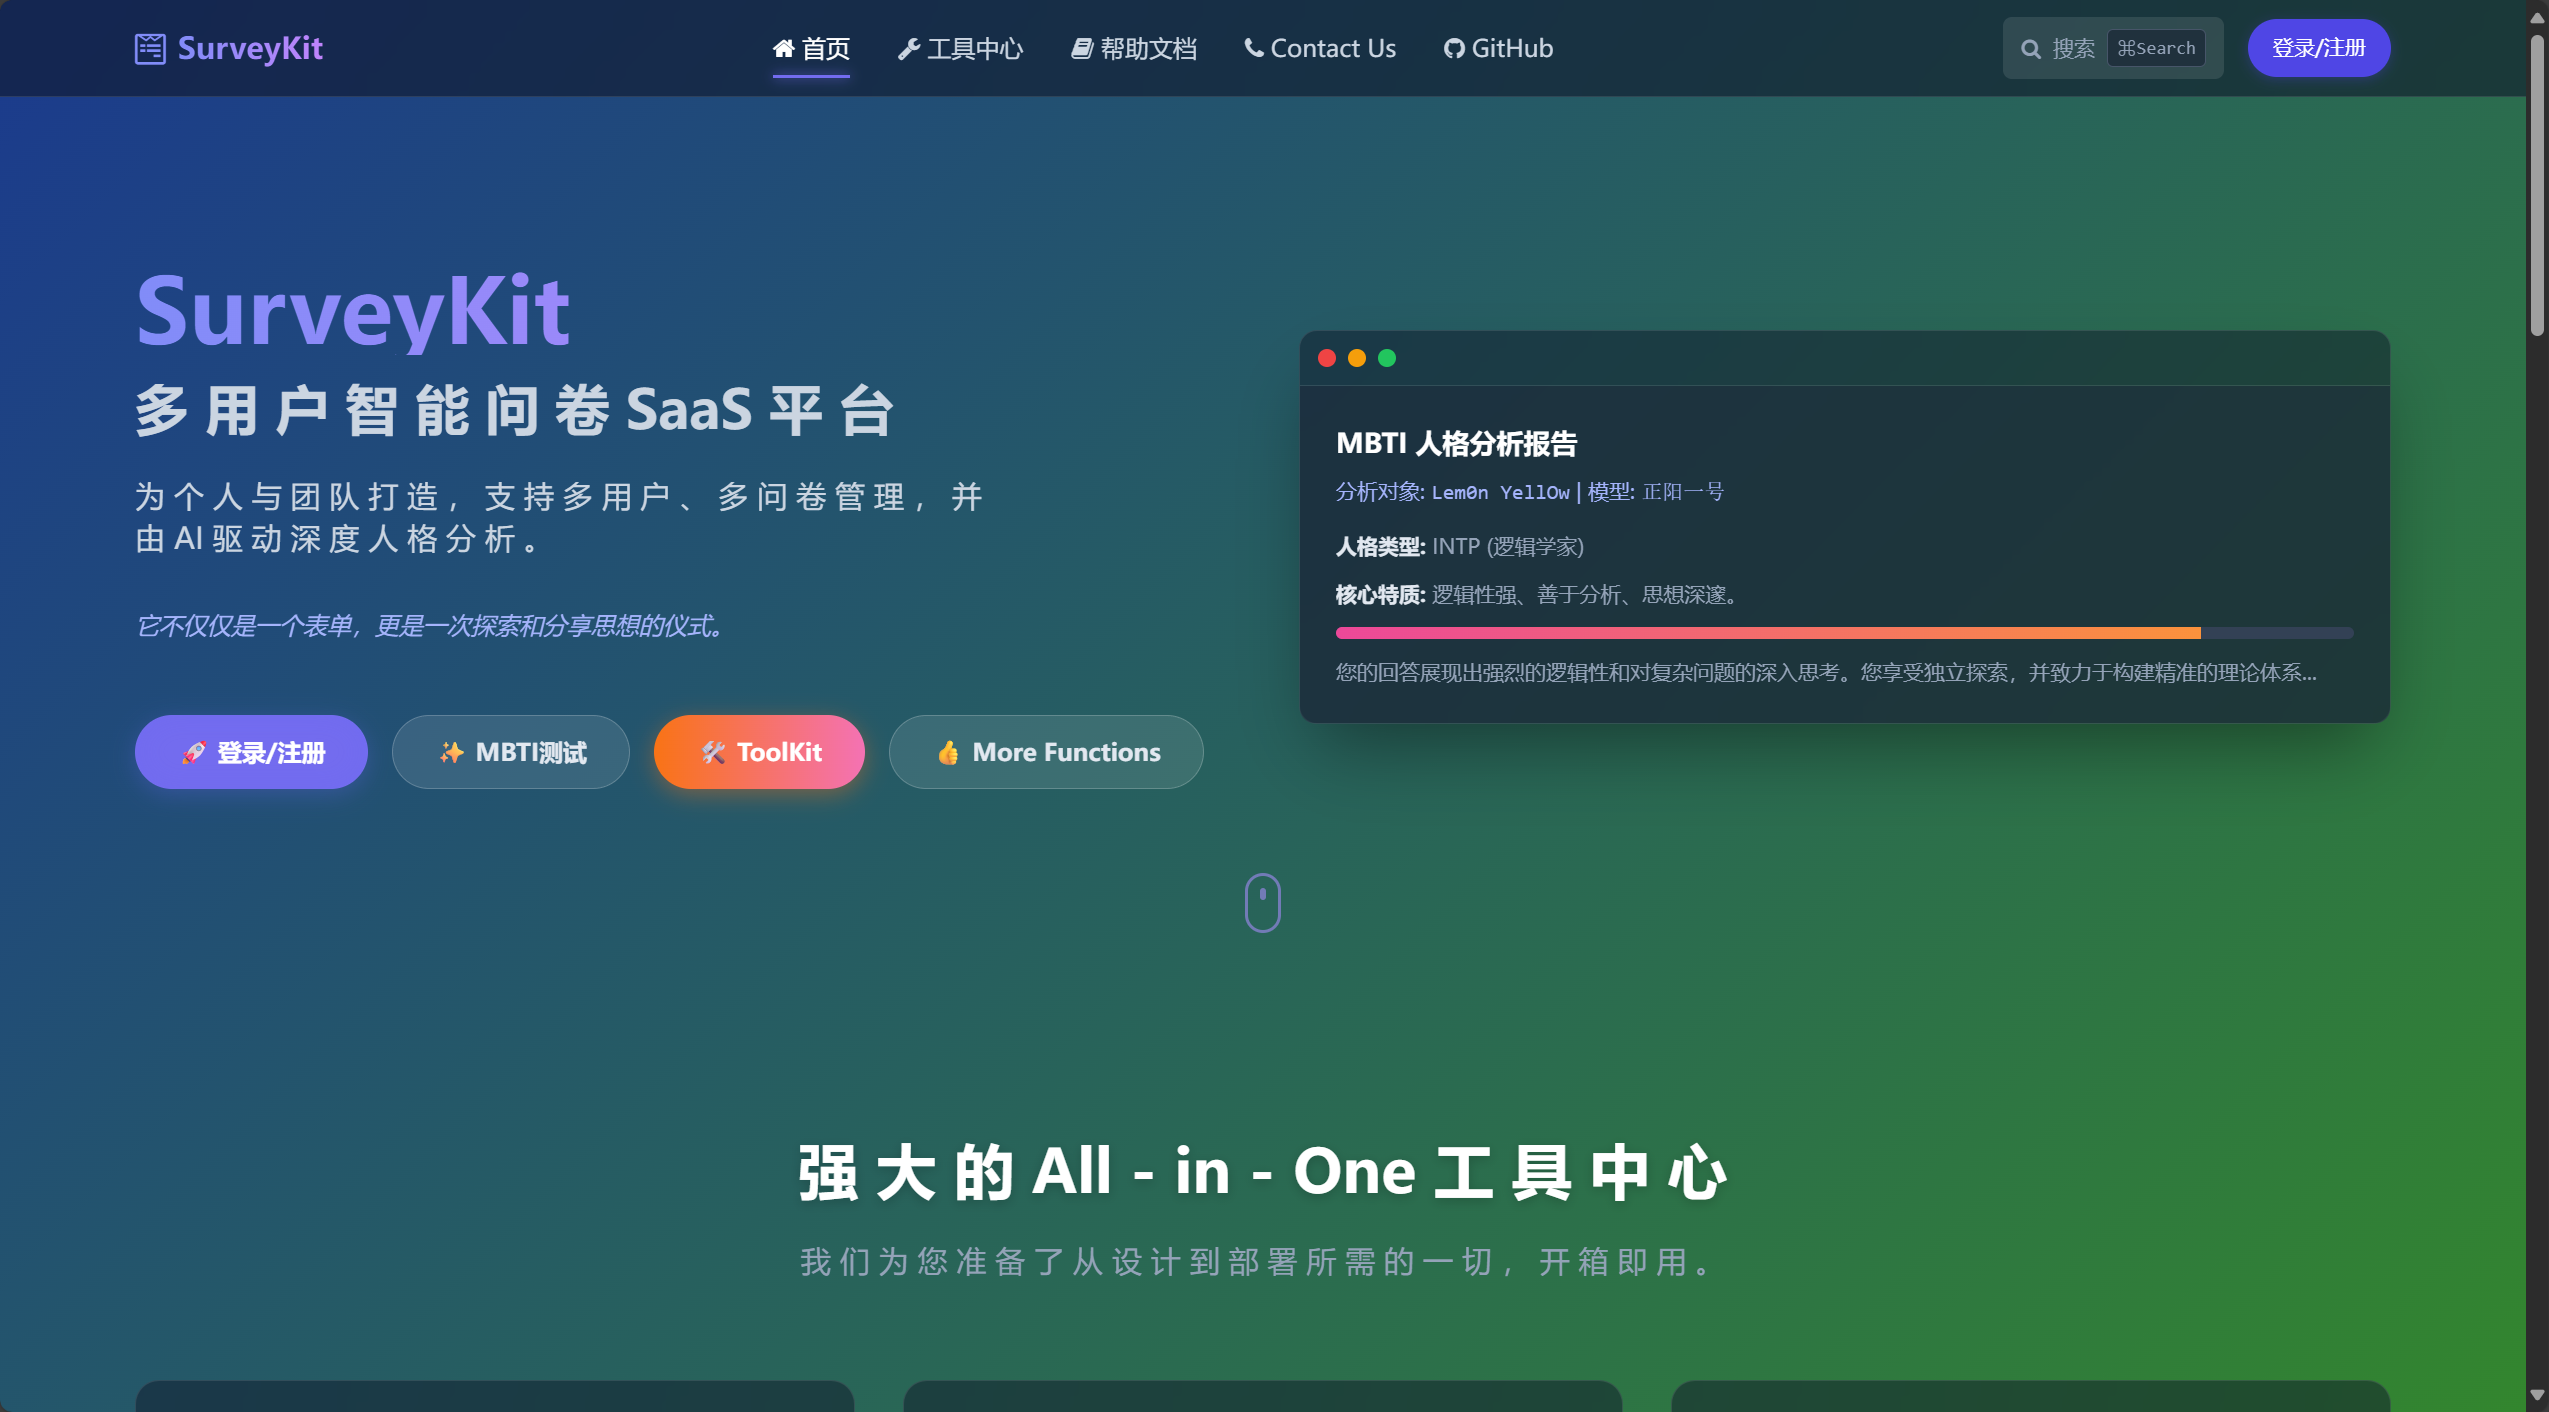 SurveyKit
首页
工具中心
帮助文档
Contact Us
GitHub
搜索 ⌘Search
登录/注册
SurveyKit
多用户智能问卷 SaaS 平台
为个人与团队打造，支持多用户、多问卷管理，并
由 AI 驱动深度人格分析。
它不仅仅是一个表单，更是一次探索和分享思想的仪式。
🚀 登录/注册
✨ MBTI测试
🛠️ ToolKit
👍 More Functions
MBTI 人格分析报告
分析对象: Lem0n YellOw | 模型: 正阳一号
人格类型: INTP (逻辑学家)
核心特质: 逻辑性强、善于分析、思想深邃。
您的回答展现出强烈的逻辑性和对复杂问题的深入思考。您享受独立探索，并致力于构建精准的理论体系...
强大的 All - in - One 工具中心
我们为您准备了从设计到部署所需的一切，开箱即用。